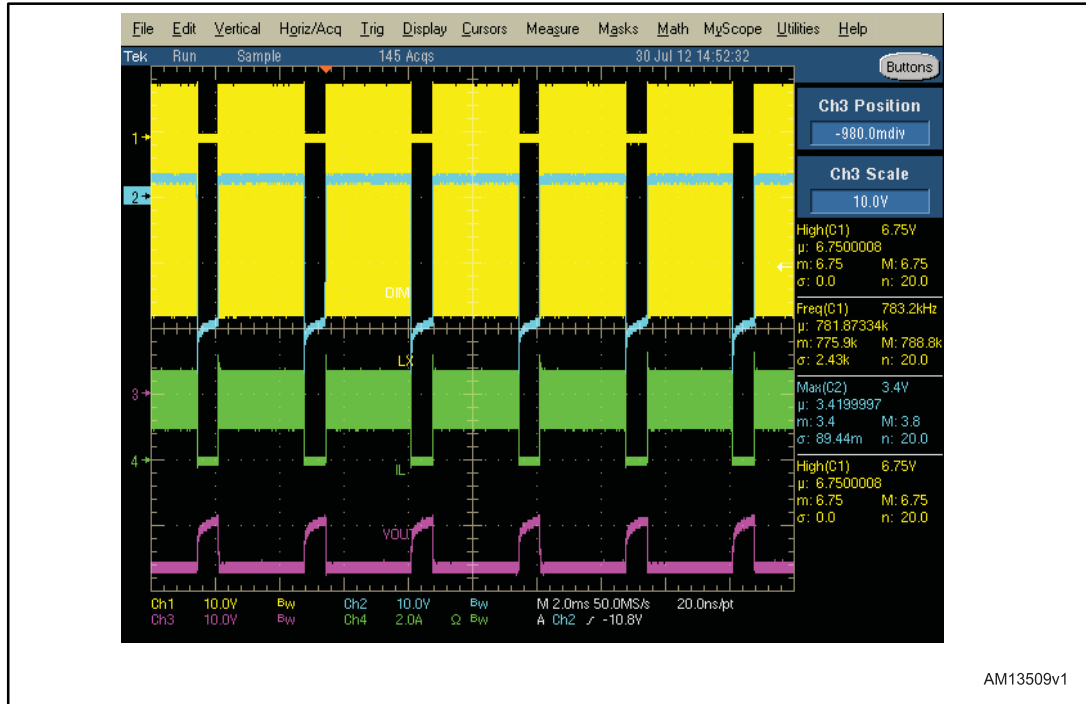 File Edit Vertical Horiz/Acq Trig Display Cursors Measure Masks Math MyScope Utilities Help
Tek Run Sample 145 Acqs 30 Jul 12 14:52:32
Buttons
Ch3 Position
-980.0mdiv
Ch3 Scale
10.0V
1
2
3
4
DIM
LX
IL
VOUT
High(C1) 6.75V
µ: 6.7500008
m: 6.75 M: 6.75
σ: 0.0 n: 20.0
Freq(C1) 783.2kHz
µ: 781.87334k
m: 775.9k M: 788.8k
σ: 2.43k n: 20.0
Max(C2) 3.4V
µ: 3.4199997
m: 3.4 M: 3.8
σ: 89.44m n: 20.0
High(C1) 6.75V
µ: 6.7500008
m: 6.75 M: 6.75
σ: 0.0 n: 20.0
Ch1 10.0V Bw Ch2 10.0V Bw M 2.0ms 50.0MS/s 20.0ns/pt
Ch3 10.0V Bw Ch4 2.0A Ω Bw A Ch2 ⁄ -10.8V
AM13509v1